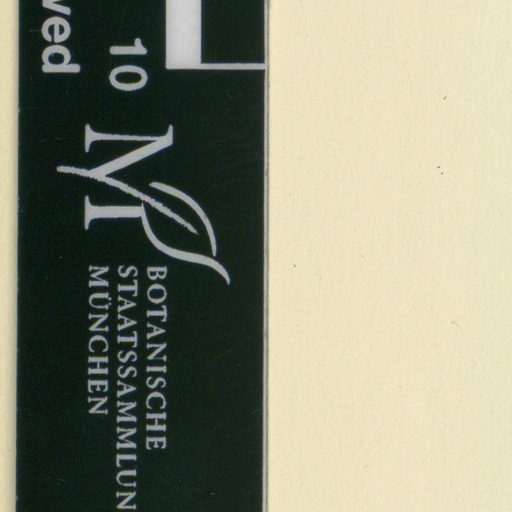 10
ved
BOTANISCHE
STAATSSAMMLUN
MÜNCHEN